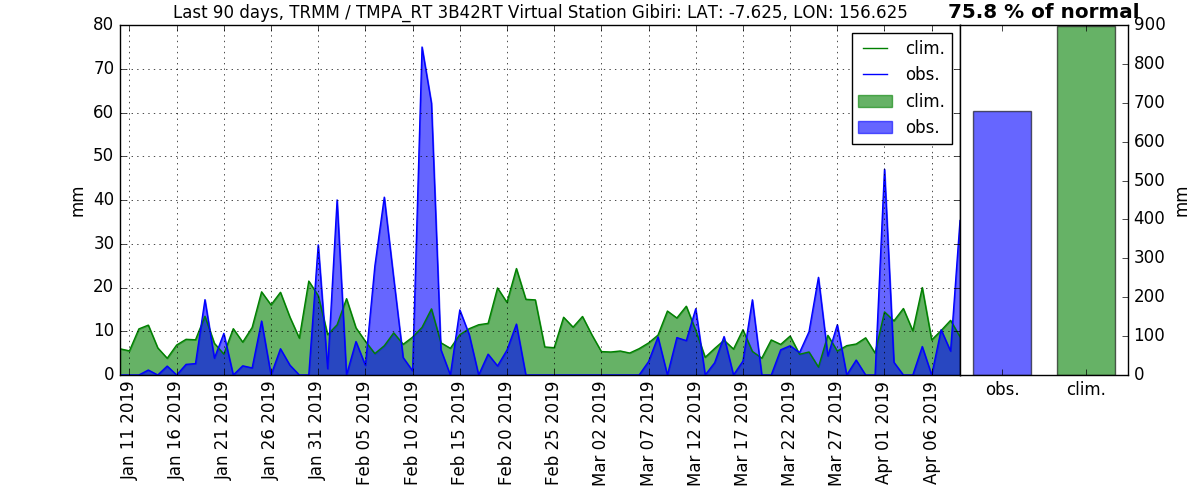 Last 90 days, TRMM / TMPA_RT 3B42RT Virtual Station Gibiri: LAT: -7.625, LON: 156.625
75.8 % of normal
80
70
60
50
40
30
20
10
0
mm
clim.
obs.
clim.
obs.
900
800
700
600
500
400
300
200
100
0
mm
Jan 11 2019
Jan 16 2019
Jan 21 2019
Jan 26 2019
Jan 31 2019
Feb 05 2019
Feb 10 2019
Feb 15 2019
Feb 20 2019
Feb 25 2019
Mar 02 2019
Mar 07 2019
Mar 12 2019
Mar 17 2019
Mar 22 2019
Mar 27 2019
Apr 01 2019
Apr 06 2019
obs.
clim.